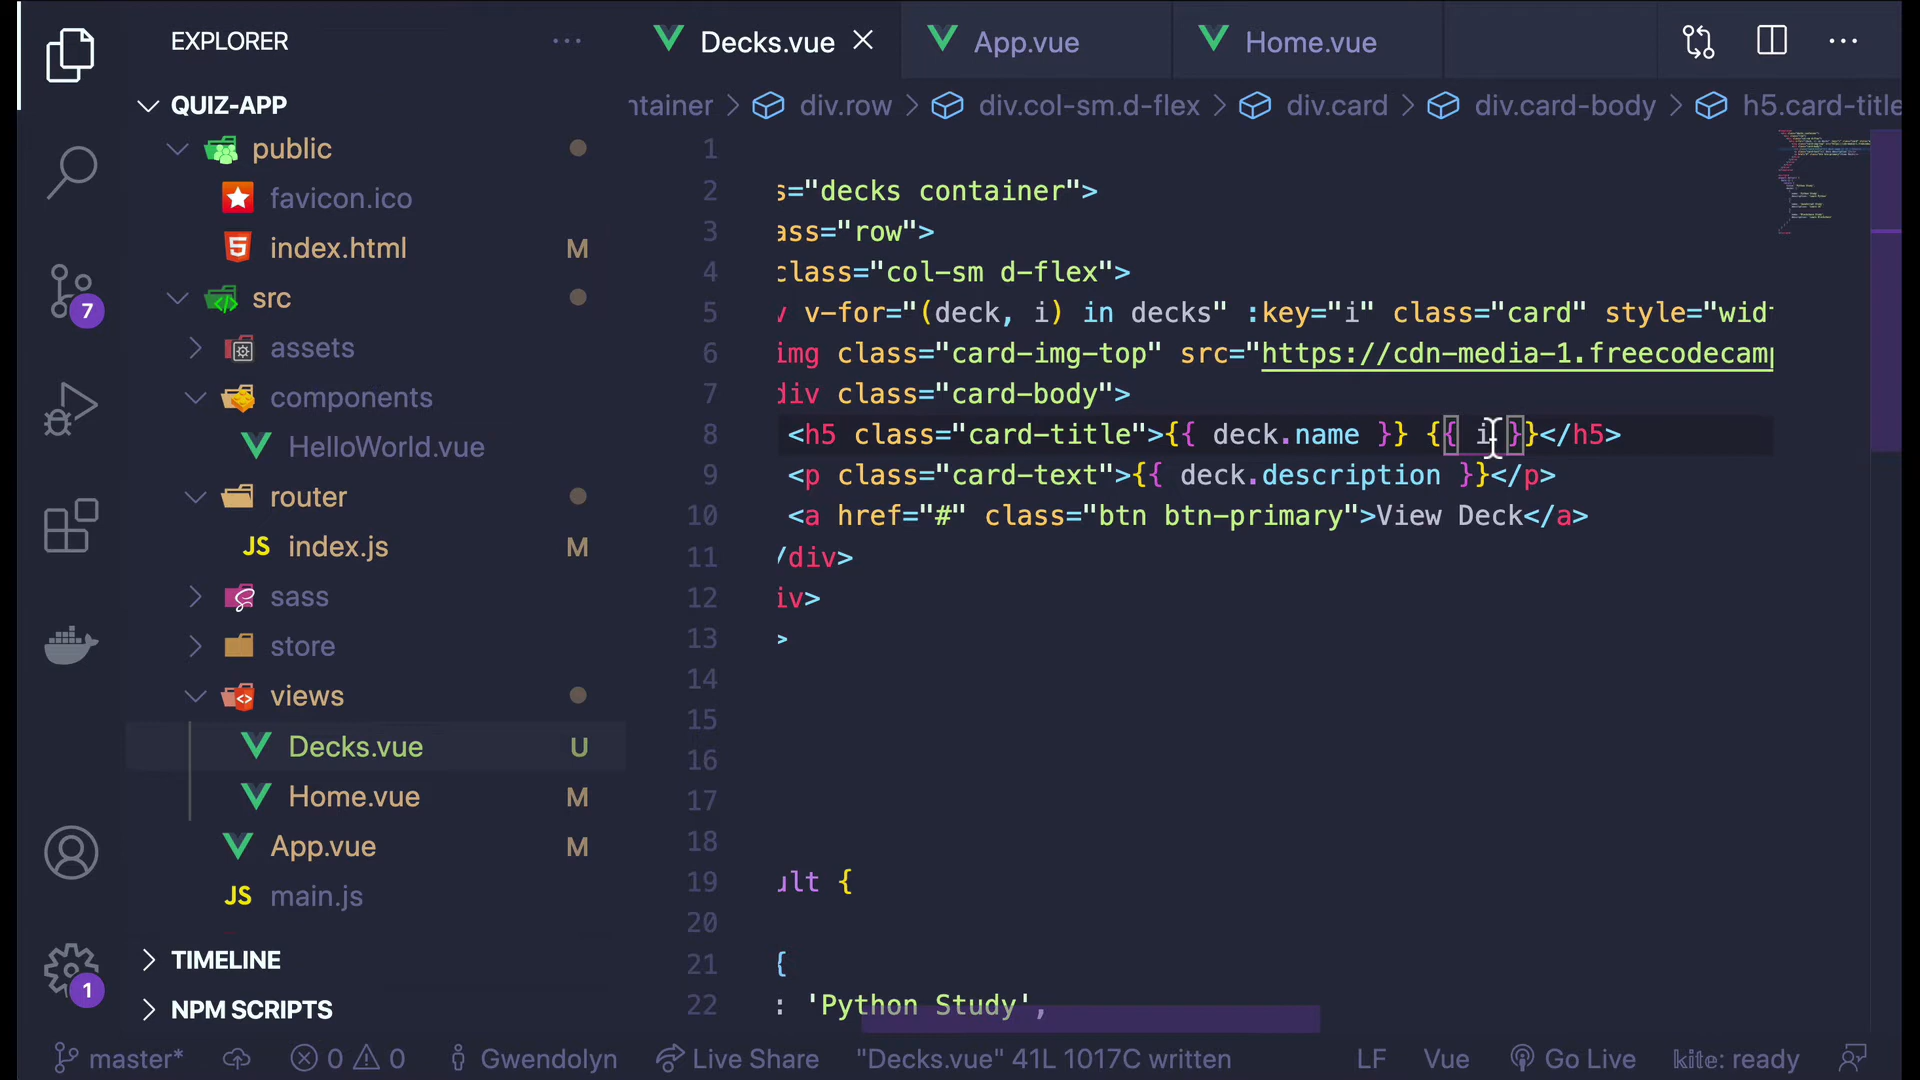 EXPLORER
QUIZ-APP
public
favicon.ico
index.html M
src
assets
components
HelloWorld.vue
router
JS index.js M
sass
store
views
Decks.vue U
Home.vue M
App.vue M
JS main.js
TIMELINE
NPM SCRIPTS
7
1
Decks.vue App.vue Home.vue
ntainer > div.row > div.col-sm.d-flex > div.card > div.card-body > h5.card-title
1
2 s="decks container">
3 ass="row">
4 class="col-sm d-flex">
5 v-for="(deck, i) in decks" :key="i" class="card" style="wid
6 img class="card-img-top" src="https://cdn-media-1.freecodecamp
7 div class="card-body">
8 <h5 class="card-title">{{ deck.name }} {{ i }}</h5>
9 <p class="card-text">{{ deck.description }}</p>
10 <a href="#" class="btn btn-primary">View Deck</a>
11 /div>
12 iv>
13 >
14
15
16
17
18
19 ult {
20
21 {
22 : 'Python Study',
master* 0 0 Gwendolyn Live Share "Decks.vue" 41L 1017C written LF Vue Go Live kite: ready